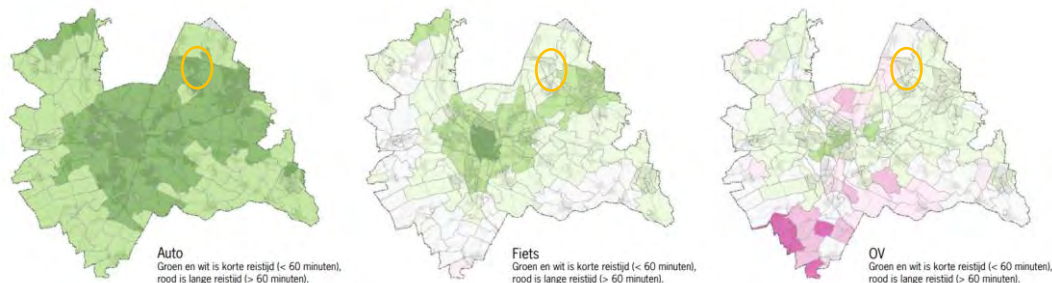 Auto
Groen en wit is korte reistijd (< 60 minuten),
rood is lange reistijd (> 60 minuten).
Fiets
Groen en wit is korte reistijd (< 60 minuten),
rood is lange reistijd (> 60 minuten).
OV
Groen en wit is korte reistijd (< 60 minuten),
rood is lange reistijd (> 60 minuten).